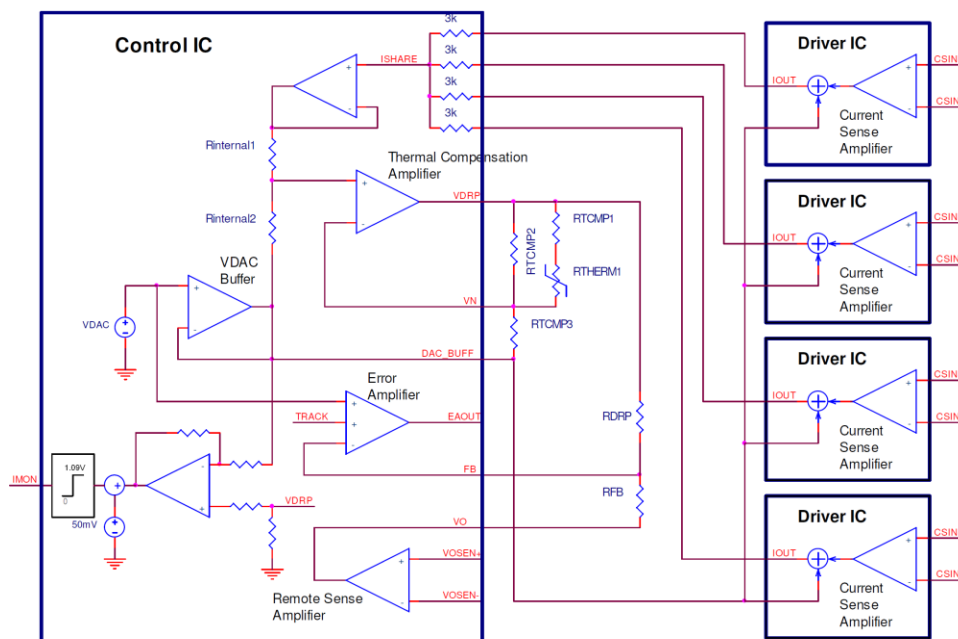 Control IC
3k
3k
3k
3k
ISHARE
+
-
Rinternal1
Thermal Compensation
Amplifier
+
-
VDRP
Rinternal2
RTCMP1
RTCMP2
RTHERM1
VDAC
Buffer
+
-
VDAC
+
-
VN
RTCMP3
DAC_BUFF
Error
Amplifier
+
TRACK
+
-
EAOUT
RDRP
FB
RFB
IMON
1.09V
0
+
50mV
+
-
-
+
VDRP
VO
VOSEN+
+
-
VOSEN-
Remote Sense
Amplifier
Driver IC
CSIN
IOUT
+
+
-
CSIN
Current
Sense
Amplifier
Driver IC
CSIN
IOUT
+
+
-
CSIN
Current
Sense
Amplifier
Driver IC
CSIN
IOUT
+
+
-
CSIN
Current
Sense
Amplifier
Driver IC
CSIN
IOUT
+
+
-
CSIN
Current
Sense
Amplifier